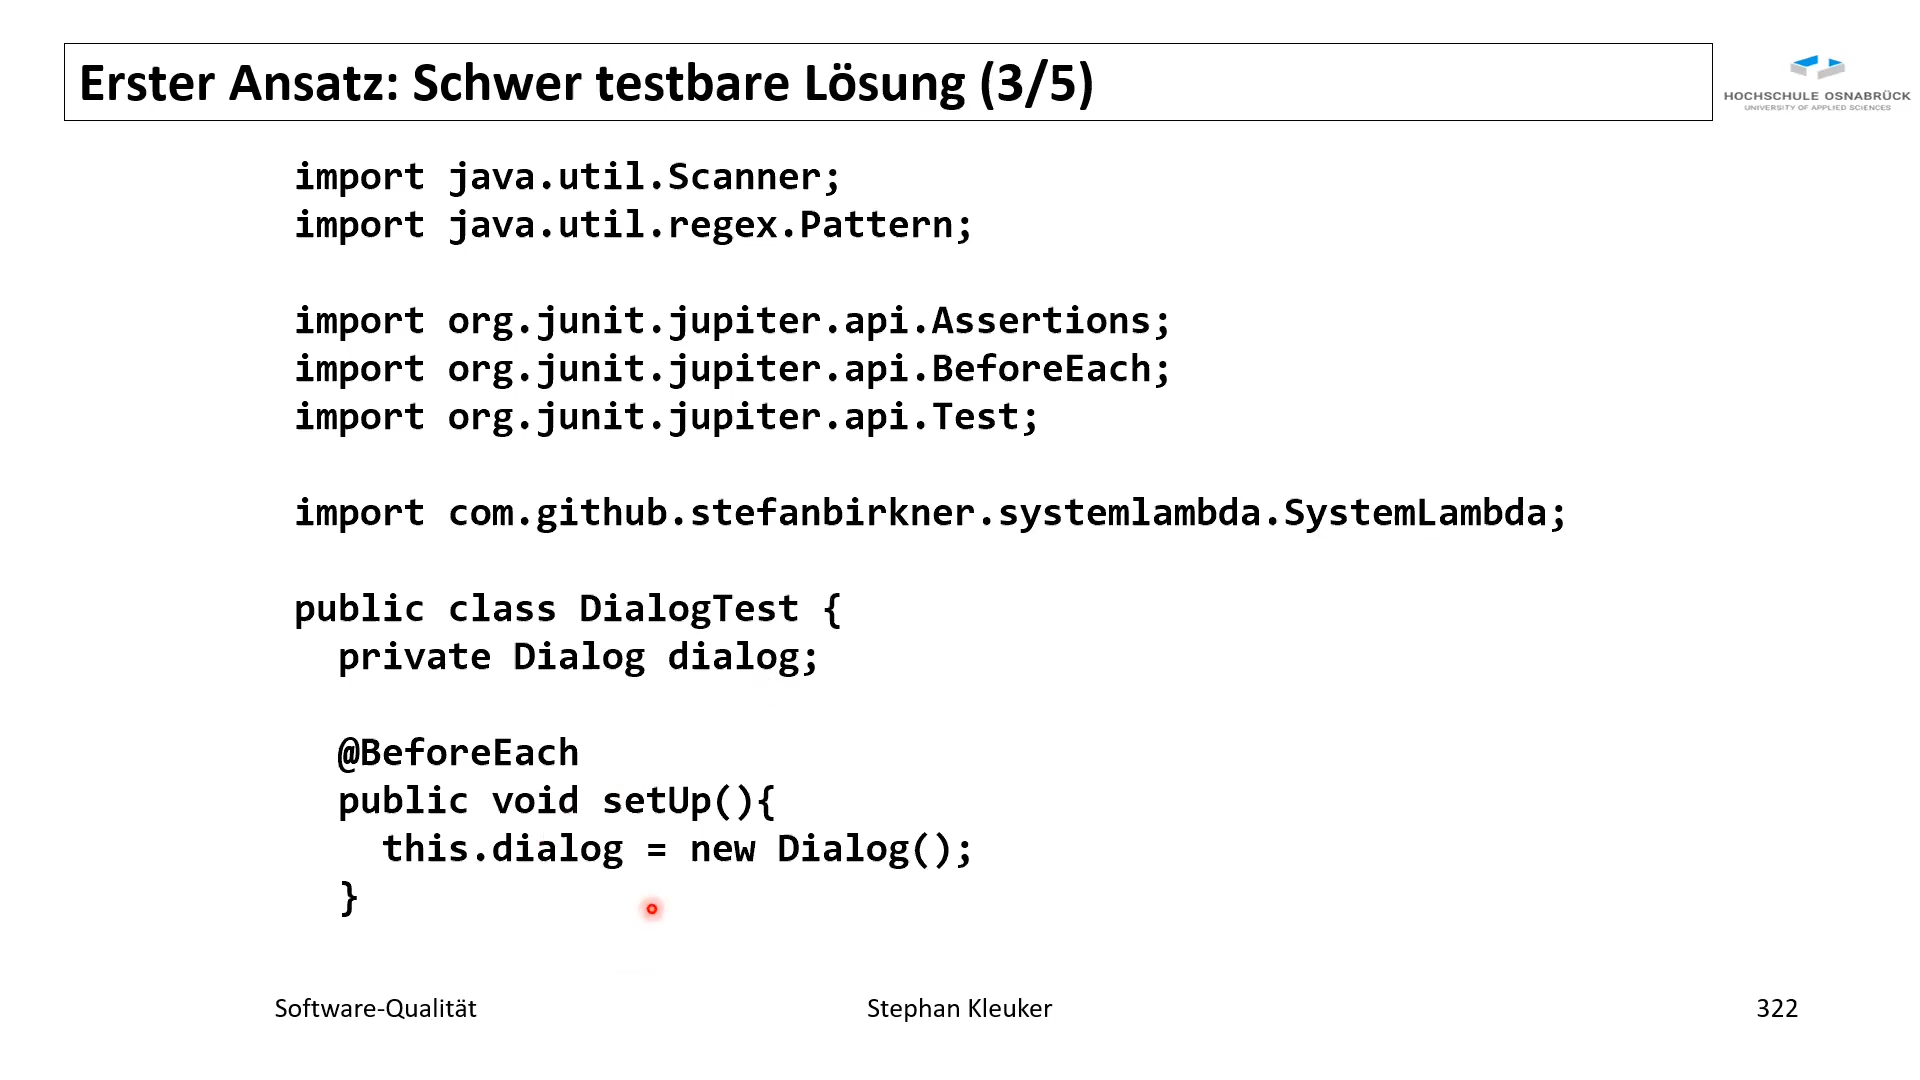 Erster Ansatz: Schwer testbare Lösung (3/5)
HOCHSCHULE OSNABRÜCK
UNIVERSITY OF APPLIED SCIENCES
import java.util.Scanner;
import java.util.regex.Pattern;
import org.junit.jupiter.api.Assertions;
import org.junit.jupiter.api.BeforeEach;
import org.junit.jupiter.api.Test;
import com.github.stefanbirkner.systemlambda.SystemLambda;
public class DialogTest {
private Dialog dialog;
@BeforeEach
public void setUp(){
this.dialog = new Dialog();
}
Software-Qualität
Stephan Kleuker
322